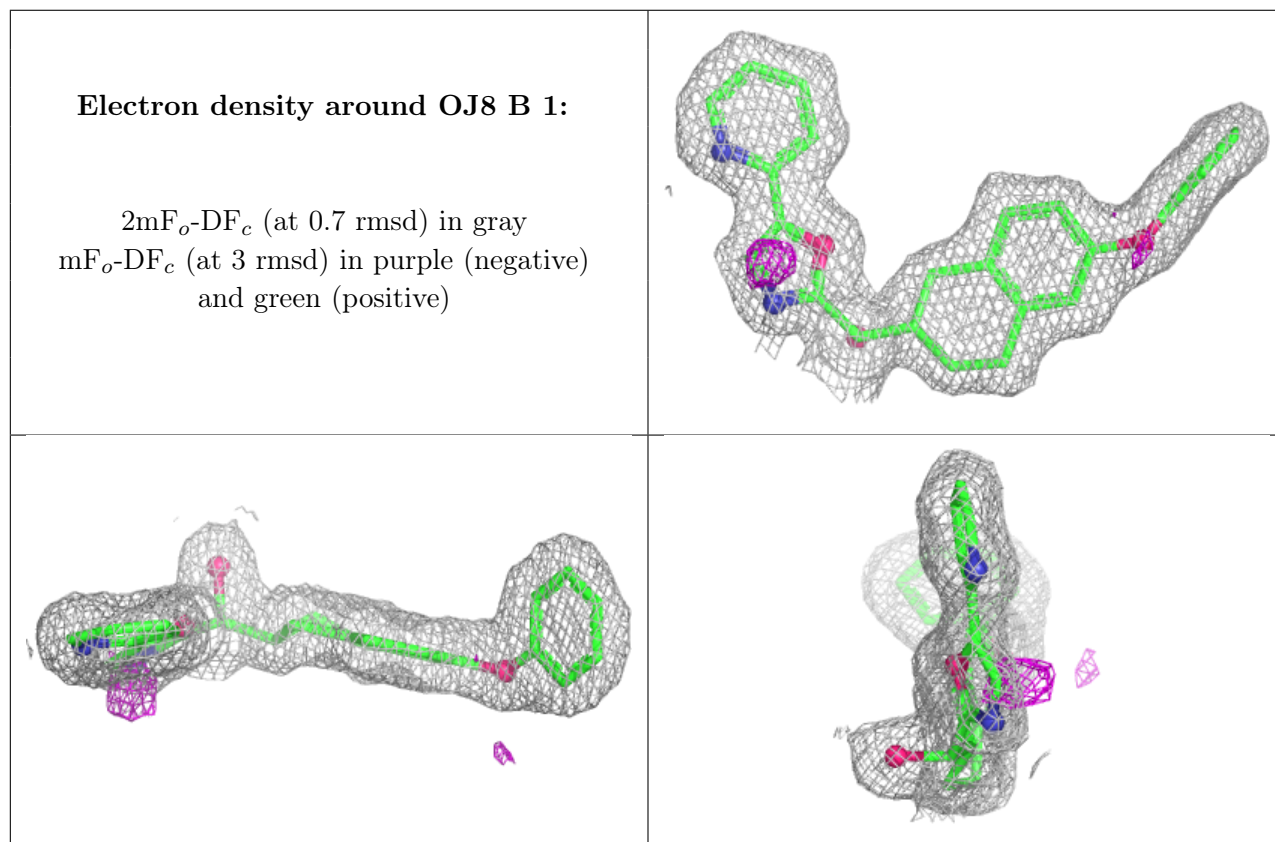 Electron density around OJ8 B 1:
2mFₒ-DF𝒸 (at 0.7 rmsd) in gray
mFₒ-DF𝒸 (at 3 rmsd) in purple (negative)
and green (positive)